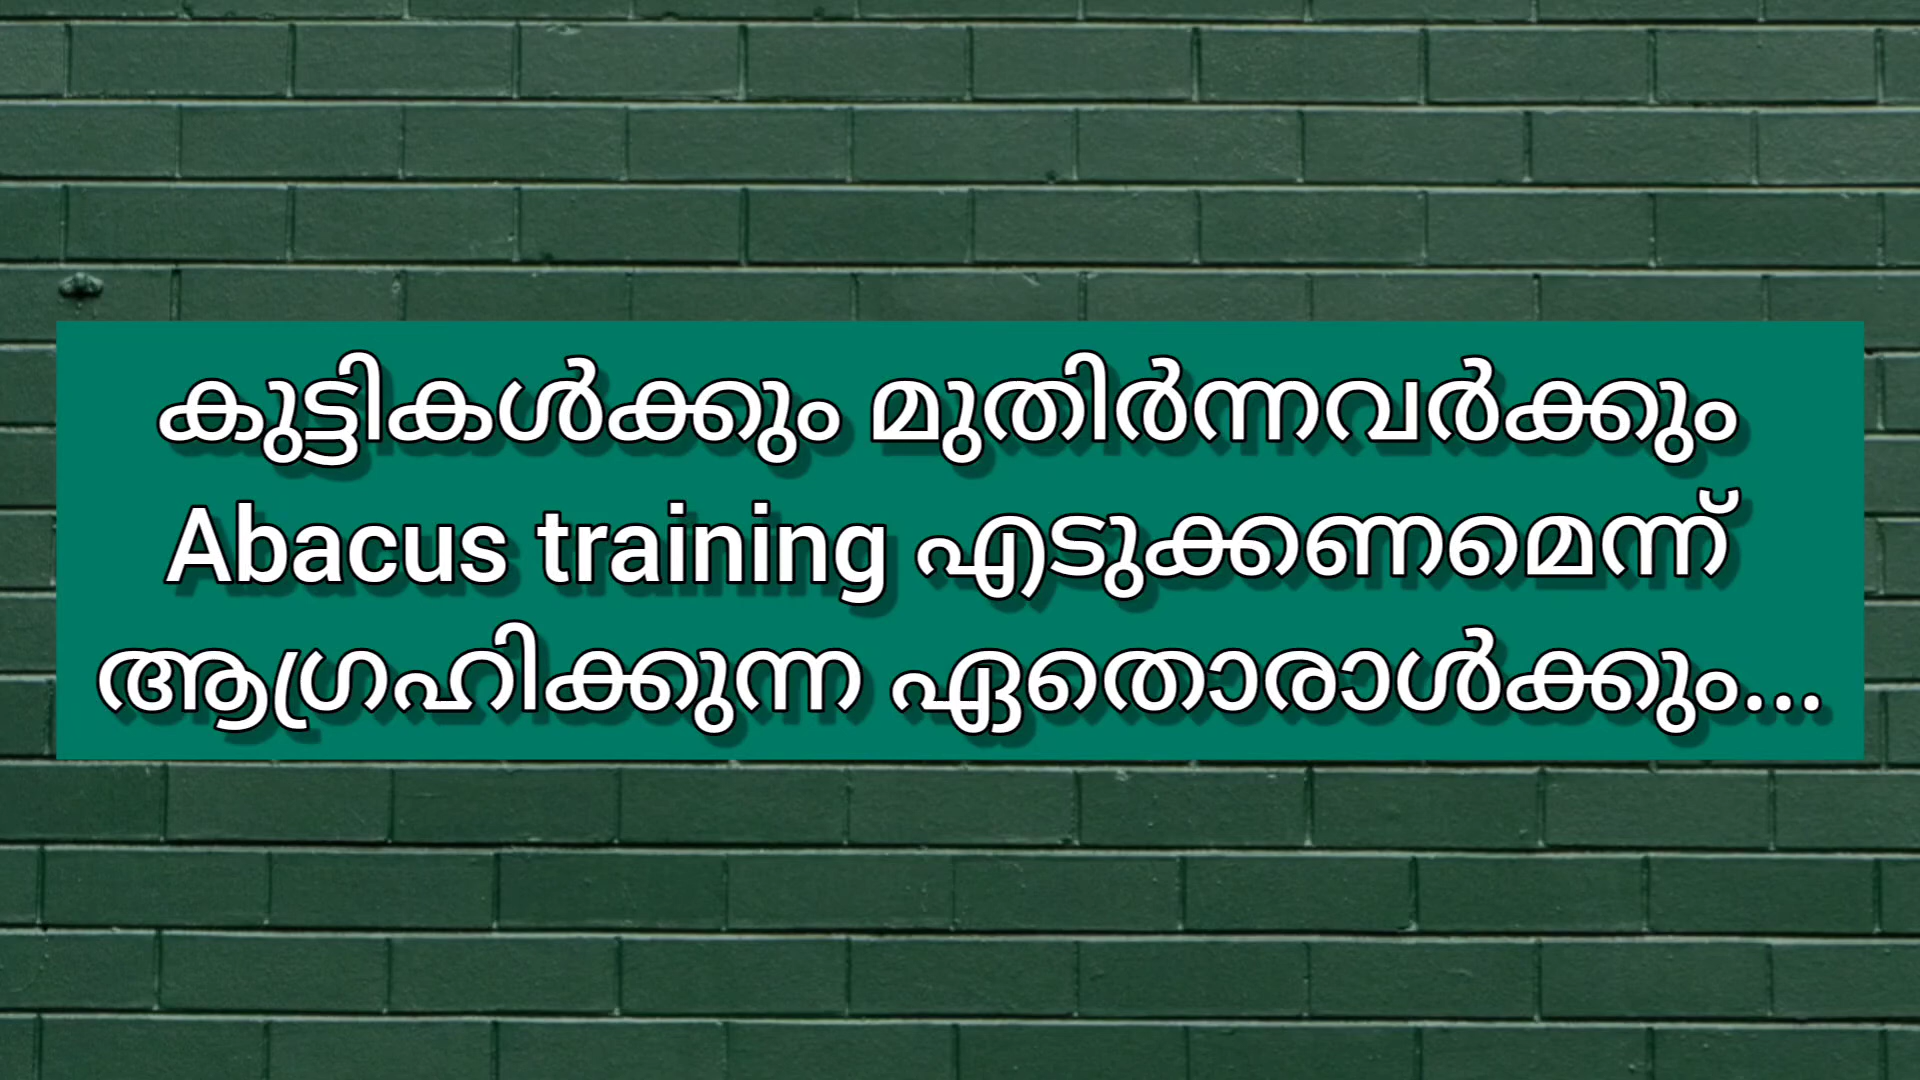 കുട്ടികൾക്കും മുതിർന്നവർക്കും
Abacus training എടുക്കണമെന്ന്
ആഗ്രഹിക്കുന്ന ഏതൊരാൾക്കും...